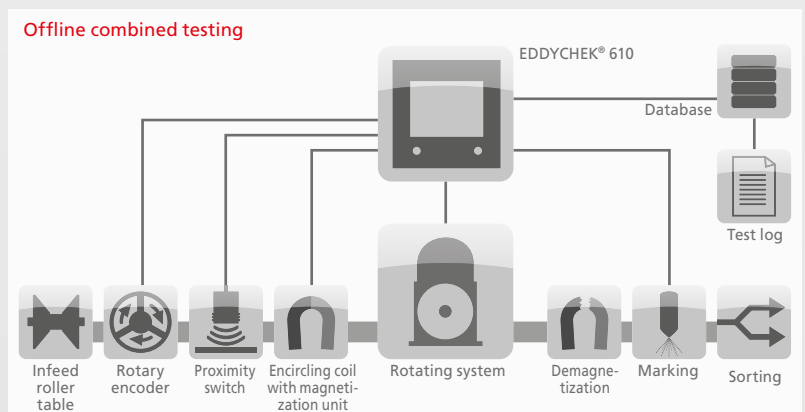 Offline combined testing
EDDYCHEK® 610
Database
Test log
Infeed
roller
table
Rotary
encoder
Proximity
switch
Encircling coil
with magneti-
zation unit
Rotating system
Demagne-
tization
Marking
Sorting